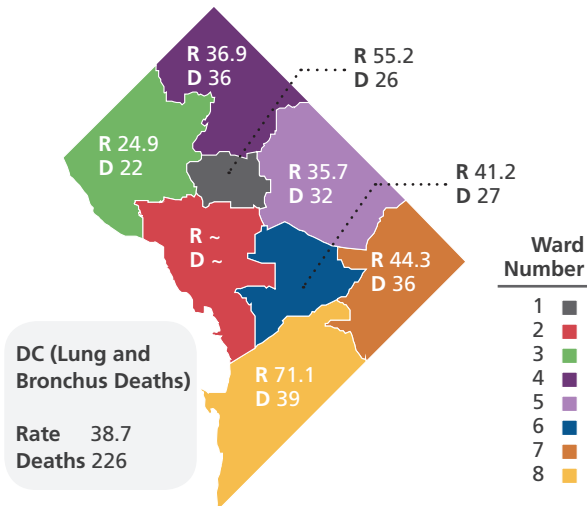 R 36.9
D 36
R 55.2
D 26
R 24.9
D 22
R 35.7
D 32
R 41.2
D 27
R ~
D ~
R 44.3
D 36
R 71.1
D 39
Ward
Number
1
2
3
4
5
6
7
8
DC (Lung and
Bronchus Deaths)
Rate 38.7
Deaths 226